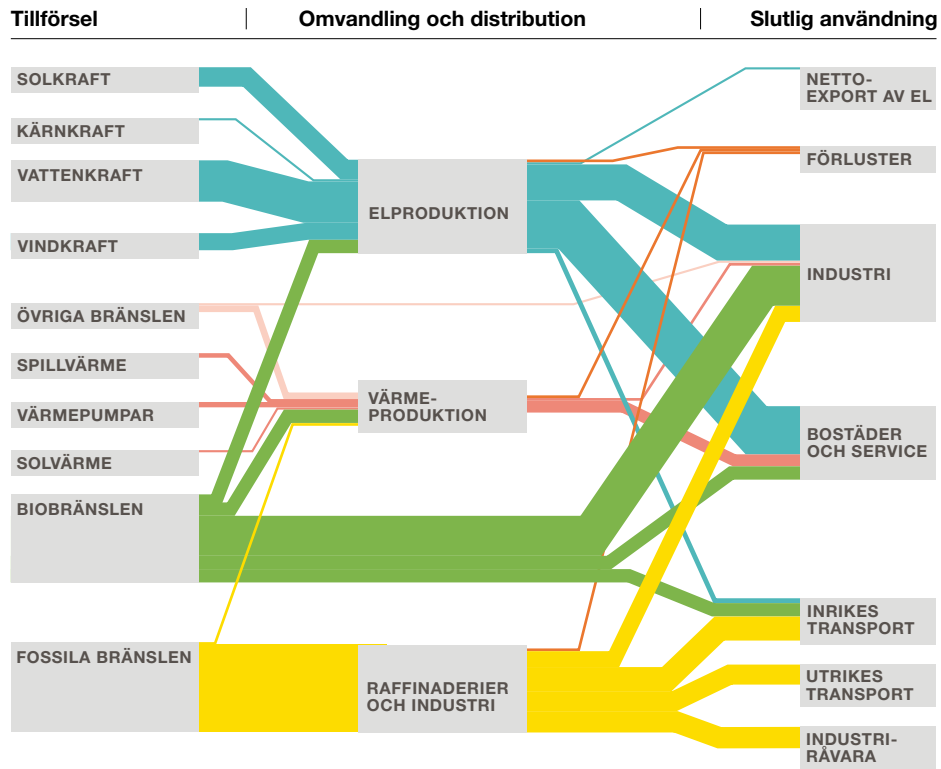 Tillförsel
Omvandling och distribution
Slutlig användning
SOLKRAFT
KÄRNKRAFT
VATTENKRAFT
VINDKRAFT
ÖVRIGA BRÄNSLEN
SPILLVÄRME
VÄRMEPUMPAR
SOLVÄRME
BIOBRÄNSLEN
FOSSILA BRÄNSLEN
ELPRODUKTION
VÄRME-
PRODUKTION
RAFFINADERIER
OCH INDUSTRI
NETTO-
EXPORT AV EL
FÖRLUSTER
INDUSTRI
BOSTÄDER
OCH SERVICE
INRIKES
TRANSPORT
UTRIKES
TRANSPORT
INDUSTRI-
RÅVARA